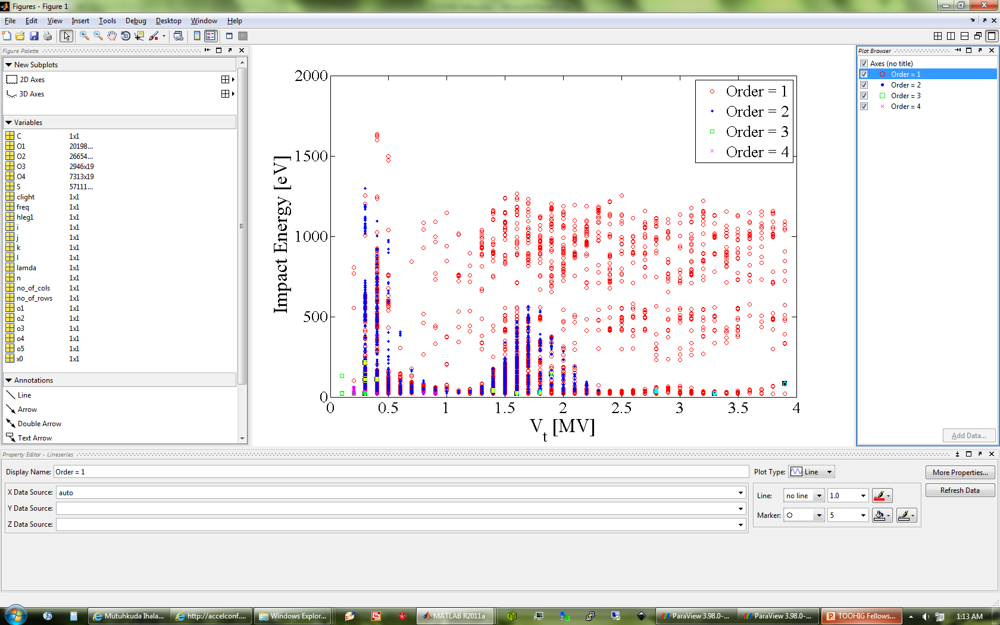 Figures - Figure 1
File Edit View Insert Tools Debug Desktop Window Help
Figure Palette
New Subplots
2D Axes
3D Axes
Variables
C 1x1
O1 20198...
O2 26654...
O3 2946x19
O4 7313x19
S 57111...
clight 1x1
freq 1x1
hleg1 1x1
i 1x1
j 1x1
k 1x1
l 1x1
lamda 1x1
n 1x1
no_of_cols 1x1
no_of_rows 1x1
o1 1x1
o2 1x1
o3 1x1
o4 1x1
o5 1x1
x0 1x1
Annotations
Line
Arrow
Double Arrow
Text Arrow
2000
1500
1000
500
0
Impact Energy [eV]
0 0.5 1 1.5 2 2.5 3 3.5 4
Vt [MV]
Order = 1
Order = 2
Order = 3
Order = 4
Plot Browser
Axes (no title)
Order = 1
Order = 2
Order = 3
Order = 4
Add Data...
Property Editor - Lineseries
Display Name: Order = 1
X Data Source: auto
Y Data Source:
Z Data Source:
Plot Type: Line
Line: no line 1.0
Marker: 5
More Properties...
Refresh Data
Mutuhkuda Ihala...
http://accelconf....
Windows Explor...
MATLAB R2011a
ParaView 3.98.0-...
ParaView 3.98.0-...
TOOHIG Fellows...
1:13 AM